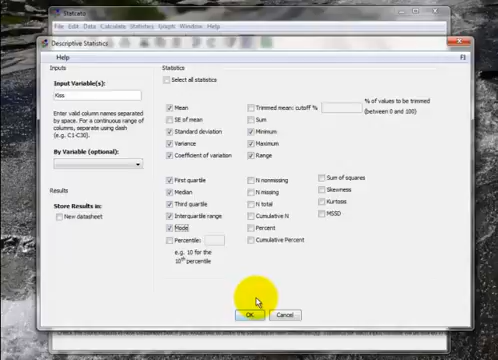 Statcato
File Edit Data Calculate Statistics Graph Window Help
Descriptive Statistics
Help F1
Inputs
Statistics
Input Variable(s):
Kiss
Select all statistics
Enter valid column names separated
by space. For a continuous range of
columns, separate using dash
(e.g. C1-C30).
By Variable (optional):
Results
Store Results in:
New datasheet
Mean
SE of mean
Standard deviation
Variance
Coefficient of variation
Trimmed mean: cutoff %
Sum
Minimum
Maximum
Range
% of values to be trimmed
(between 0 and 100)
First quartile
Median
Third quartile
Interquartile range
Mode
Percentile:
e.g. 10 for the
10th percentile
N nonmissing
N missing
N total
Cumulative N
Percent
Cumulative Percent
Sum of squares
Skewness
Kurtosis
MSSD
OK Cancel